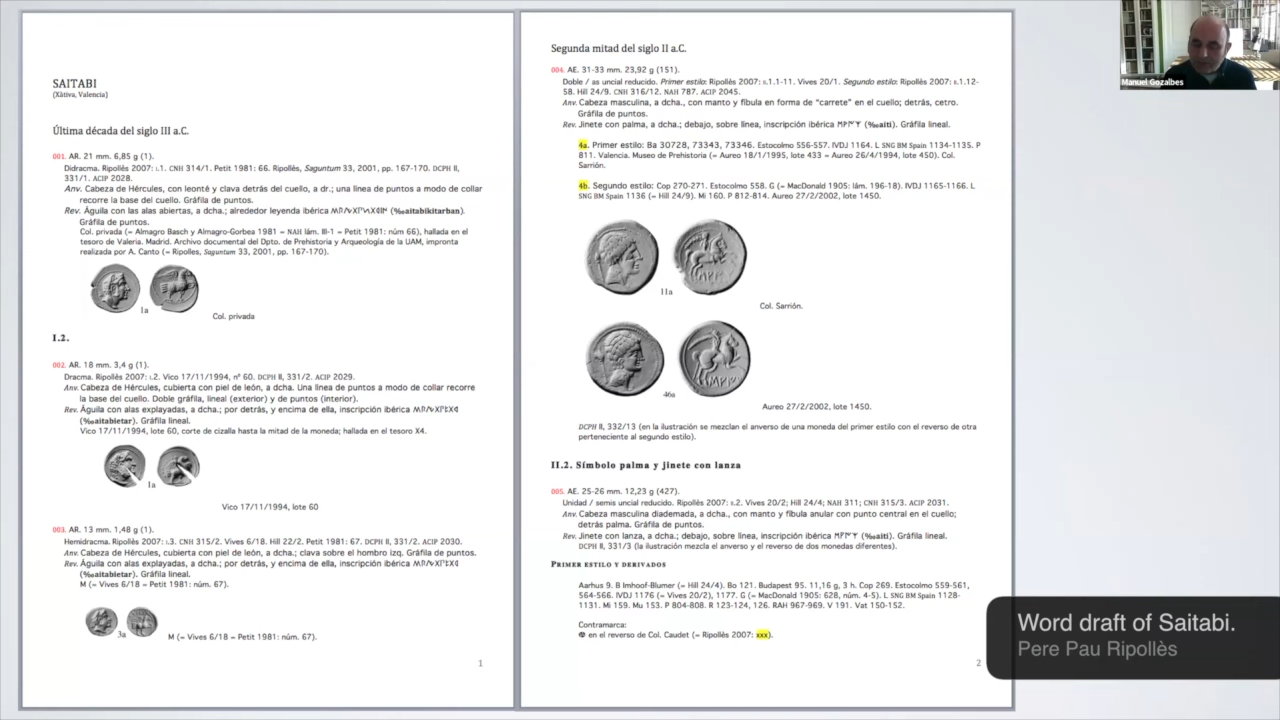 SAITABI
(Xàtiva, Valencia)
Última década del siglo III a.C.
001. AR. 21 mm. 6,85 g (1).
Didracma. Ripollès 2007: I.1. CNH 314/1. Petit 1981: 66. Ripollès, Saguntum 33, 2001, pp. 167-170. DCPH II,
331/1. ACIP 2028.
Anv. Cabeza de Hércules, con leonté y clava detrás del cuello, a dr.; una línea de puntos a modo de collar
recorre la base del cuello. Gráfila de puntos.
Rev. Águila con las alas abiertas, a dcha.; alrededor leyenda ibérica (‰aitabikitarban).
Gráfila de puntos.
Col. privada (= Almagro Basch y Almagro-Gorbea 1981 = NAH lám. III-1 = Petit 1981: núm 66), hallada en el
tesoro de Valeria. Madrid. Archivo documental del Dpto. de Prehistoria y Arqueología de la UAM, impronta
realizada por A. Canto (= Ripolles, Saguntum 33, 2001, pp. 167-170).
1a
Col. privada
I.2.
002. AR. 18 mm. 3,4 g (1).
Dracma. Ripollès 2007: I.2. Vico 17/11/1994, nº 60. DCPH II, 331/2. ACIP 2029.
Anv. Cabeza de Hércules, cubierta con piel de león, a dcha. Una línea de puntos a modo de collar recorre
la base del cuello. Doble gráfila, lineal (exterior) y de puntos (interior).
Rev. Águila con alas explayadas, a dcha.; por detrás, y encima de ella, inscripción ibérica
(‰aitabietar). Gráfila lineal.
Vico 17/11/1994, lote 60, corte de cizalla hasta la mitad de la moneda; hallada en el tesoro X4.
1a
Vico 17/11/1994, lote 60
003. AR. 13 mm. 1,48 g (1).
Hemidracma. Ripollès 2007: I.3. CNH 315/2. Vives 6/18. Hill 22/2. Petit 1981: 67. DCPH II, 331/2. ACIP 2030.
Anv. Cabeza de Hércules, cubierta con piel de león, a dcha.; clava sobre el hombro izq. Gráfila de puntos.
Rev. Águila con alas explayadas, a dcha.; por detrás, y encima de ella, inscripción ibérica
(‰aitabietar). Gráfila lineal.
M (= Vives 6/18 = Petit 1981: núm. 67).
3a
M (= Vives 6/18 = Petit 1981: núm. 67).
1
Segunda mitad del siglo II a.C.
004. AE. 31-33 mm. 23,92 g (151).
Doble / as uncial reducido. Primer estilo: Ripollès 2007: II.1.1-11. Vives 20/1. Segundo estilo: Ripollès 2007: II.1.12-
58. Hill 24/9. CNH 316/12. NAH 787. ACIP 2045.
Anv. Cabeza masculina, a dcha., con manto y fíbula en forma de “carrete” en el cuello; detrás, cetro.
Gráfila de puntos.
Rev. Jinete con palma, a dcha.; debajo, sobre línea, inscripción ibérica (‰aiti). Gráfila lineal.
4a. Primer estilo: Ba 30728, 73343, 73346. Estocolmo 556-557. IVDJ 1164. L SNG BM Spain 1134-1135. P
811. Valencia. Museo de Prehistoria (= Aureo 18/1/1995, lote 433 = Aureo 26/4/1994, lote 450). Col.
Sarrión.
4b. Segundo estilo: Cop 270-271. Estocolmo 558. G (= MacDonald 1905: lám. 196-18). IVDJ 1165-1166. L
SNG BM Spain 1136 (= Hill 24/9). Mi 160. P 812-814. Aureo 27/2/2002, lote 1450.
11a
Col. Sarrión.
46a
Aureo 27/2/2002, lote 1450.
DCPH II, 332/13 (en la ilustración se mezclan el anverso de una moneda del primer estilo con el reverso de otra
perteneciente al segundo estilo).
II.2. Símbolo palma y jinete con lanza
005. AE. 25-26 mm. 12,23 g (427).
Unidad / semis uncial reducido. Ripollès 2007: II.2. Vives 20/2; Hill 24/4; NAH 311; CNH 315/3. ACIP 2031.
Anv. Cabeza masculina diademada, a dcha., con manto y fíbula anular con punto central en el cuello;
detrás palma. Gráfila de puntos.
Rev. Jinete con lanza, a dcha.; debajo, sobre línea, inscripción ibérica (‰aiti). Gráfila lineal.
DCPH II, 331/3 (la ilustración mezcla el anverso y el reverso de dos monedas diferentes).
PRIMER ESTILO Y DERIVADOS
Aarhus 9. B Imhoof-Blumer (= Hill 24/4). Bo 121. Budapest 95. 11,16 g, 3 h. Cop 269. Estocolmo 559-561,
564-566. IVDJ 1176 (= Vives 20/2), 1177. G (= MacDonald 1905: 628, núm. 4-5). L SNG BM Spain 1128-
1131. Mi 159. Mu 153. P 804-808. R 123-124, 126. RAH 967-969. V 191. Vat 150-152.
Contramarca:
en el reverso de Col. Caudet (= Ripollès 2007: xxx).
2
Manuel Gozalbes
Word draft of Saitabi.
Pere Pau Ripollès